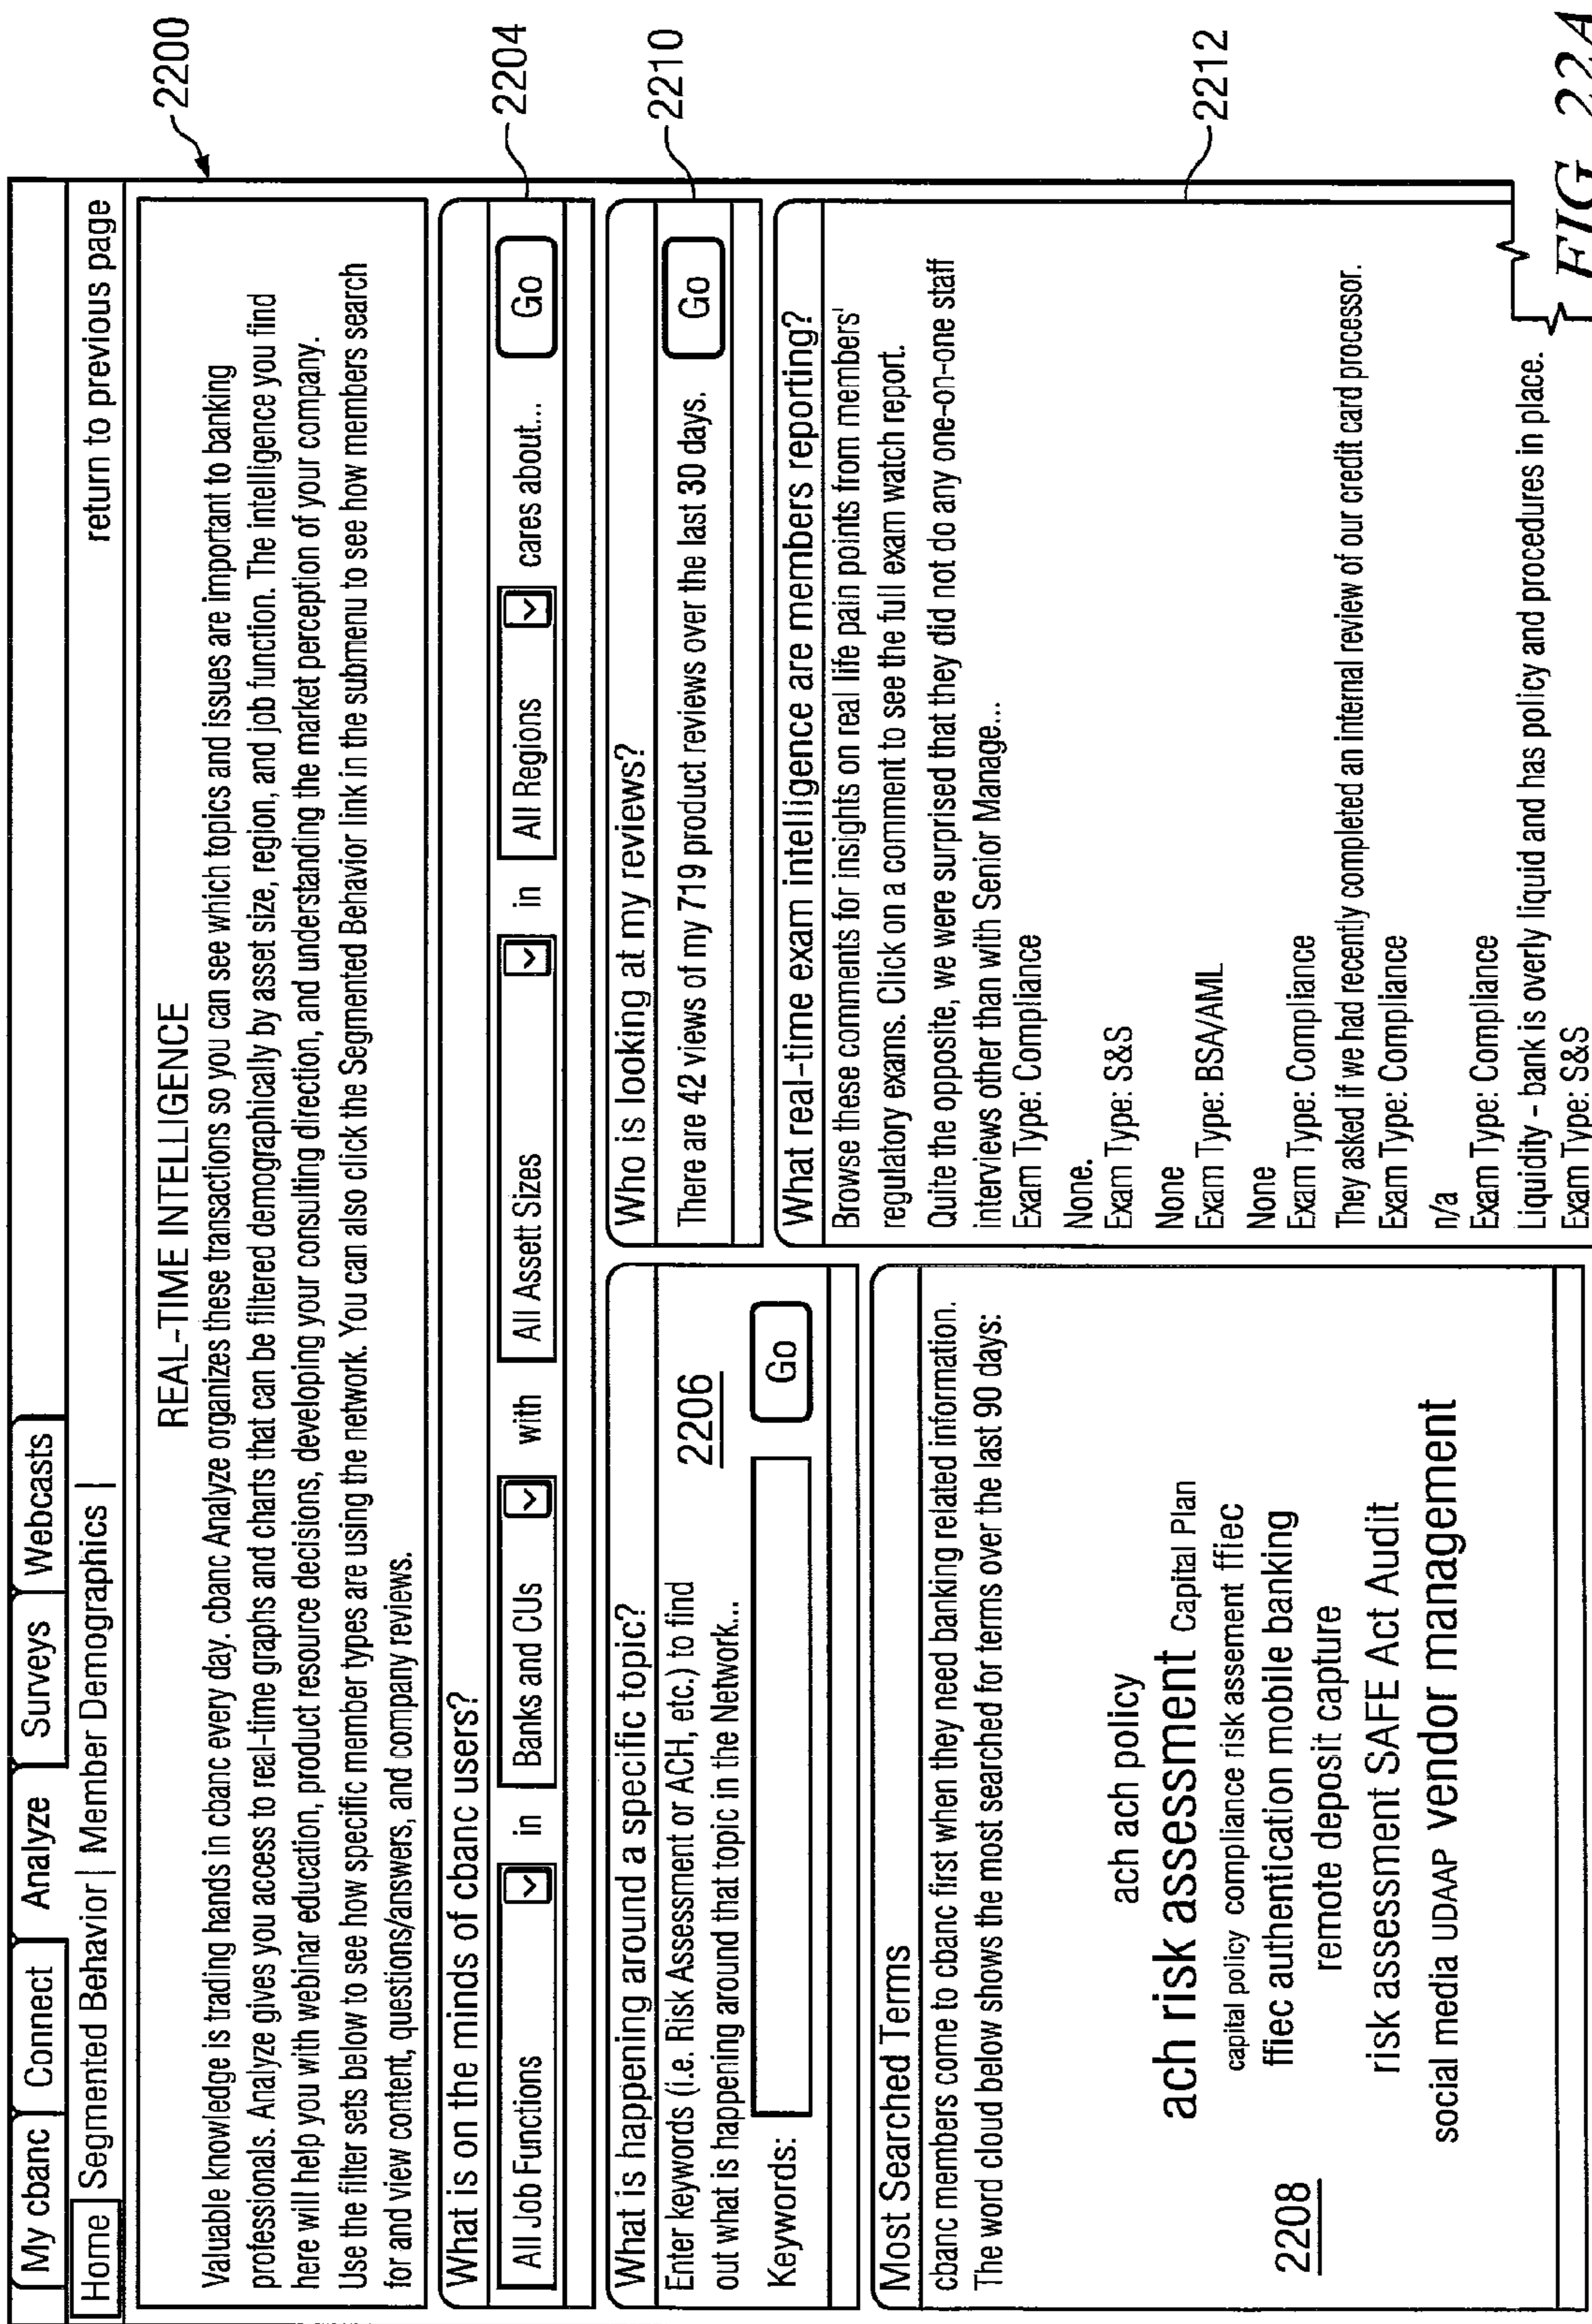 My cbanc
Connect
Analyze
Surveys
Webcasts
Home | Segmented Behavior | Member Demographics |
return to previous page
2200
REAL-TIME INTELLIGENCE
Valuable knowledge is trading hands in cbanc every day. cbanc Analyze organizes these transactions so you can see which topics and issues are important to banking
professionals. Analyze gives you access to real-time graphs and charts that can be filtered demographically by asset size, region, and job function. The intelligence you find
here will help you with webinar education, product resource decisions, developing your consulting direction, and understanding the market perception of your company.
Use the filter sets below to see how specific member types are using the network. You can also click the Segmented Behavior link in the submenu to see how members search
for and view content, questions/answers, and company reviews.
What is on the minds of cbanc users?
All Job Functions in Banks and CUs with All Assett Sizes in All Regions cares about... Go
2204
What is happening around a specific topic?
Enter keywords (i.e. Risk Assessment or ACH, etc.) to find
out what is happening around that topic in the Network...
2206
Keywords:
Go
Most Searched Terms
cbanc members come to cbanc first when they need banking related information.
The word cloud below shows the most searched for terms over the last 90 days:
ach ach policy
ach risk assessment Capital Plan
capital policy compliance risk assessment ffiec
ffiec authentication mobile banking
remote deposit capture
risk assessment SAFE Act Audit
social media UDAAP vendor management
2208
Who is looking at my reviews?
There are 42 views of my 719 product reviews over the last 30 days.
Go
2210
What real-time exam intelligence are members reporting?
Browse these comments for insights on real life pain points from members'
regulatory exams. Click on a comment to see the full exam watch report.
Quite the opposite, we were surprised that they did not do any one-on-one staff
interviews other than with Senior Manage...
Exam Type: Compliance
None.
Exam Type: S&S
None
Exam Type: BSA/AML
None
Exam Type: Compliance
They asked if we had recently completed an internal review of our credit card processor.
Exam Type: Compliance
n/a
Exam Type: Compliance
Liquidity - bank is overly liquid and has policy and procedures in place.
Exam Type: S&S
2212
FIG. 22A